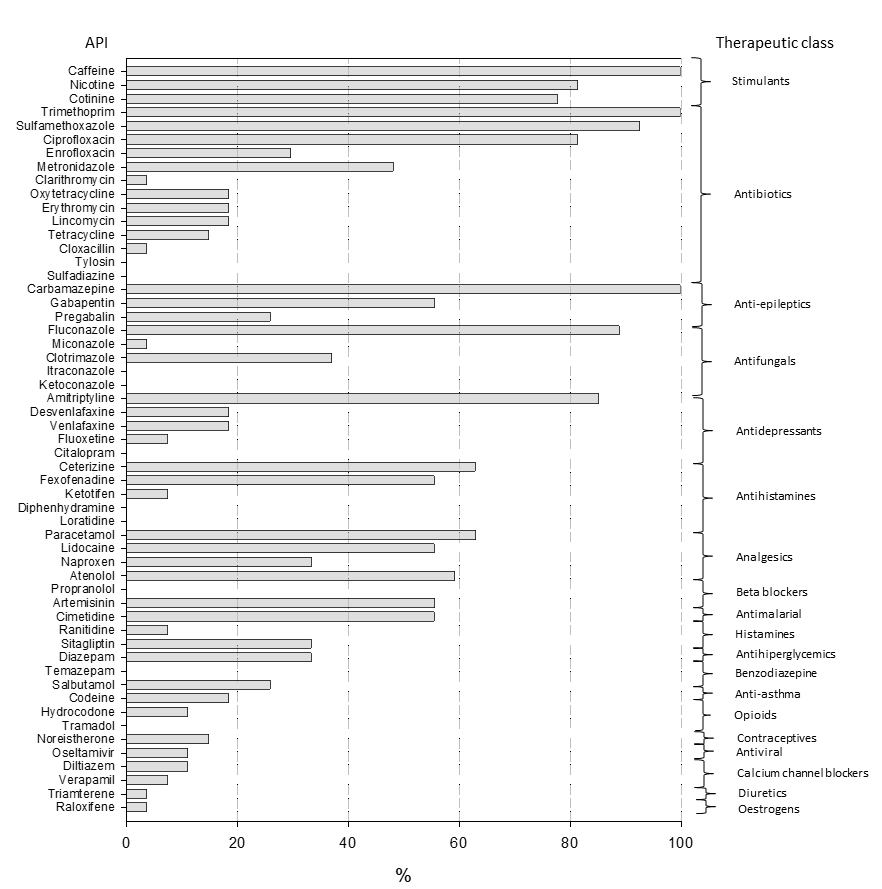 API
Therapeutic class
Caffeine
Nicotine
Cotinine
Trimethoprim
Sulfamethoxazole
Ciprofloxacin
Enrofloxacin
Metronidazole
Clarithromycin
Oxytetracycline
Erythromycin
Lincomycin
Tetracycline
Cloxacillin
Tylosin
Sulfadiazine
Carbamazepine
Gabapentin
Pregabalin
Fluconazole
Miconazole
Clotrimazole
Itraconazole
Ketoconazole
Amitriptyline
Desvenlafaxine
Venlafaxine
Fluoxetine
Citalopram
Ceterizine
Fexofenadine
Ketotifen
Diphenhydramine
Loratidine
Paracetamol
Lidocaine
Naproxen
Atenolol
Propranolol
Artemisinin
Cimetidine
Ranitidine
Sitagliptin
Diazepam
Temazepam
Salbutamol
Codeine
Hydrocodone
Tramadol
Noreistherone
Oseltamivir
Diltiazem
Verapamil
Triamterene
Raloxifene
Stimulants
Antibiotics
Anti-epileptics
Antifungals
Antidepressants
Antihistamines
Analgesics
Beta blockers
Antimalarial
Histamines
Antihiperglycemics
Benzodiazepine
Anti-asthma
Opioids
Contraceptives
Antiviral
Calcium channel blockers
Diuretics
Oestrogens
0 20 40 60 80 100
%